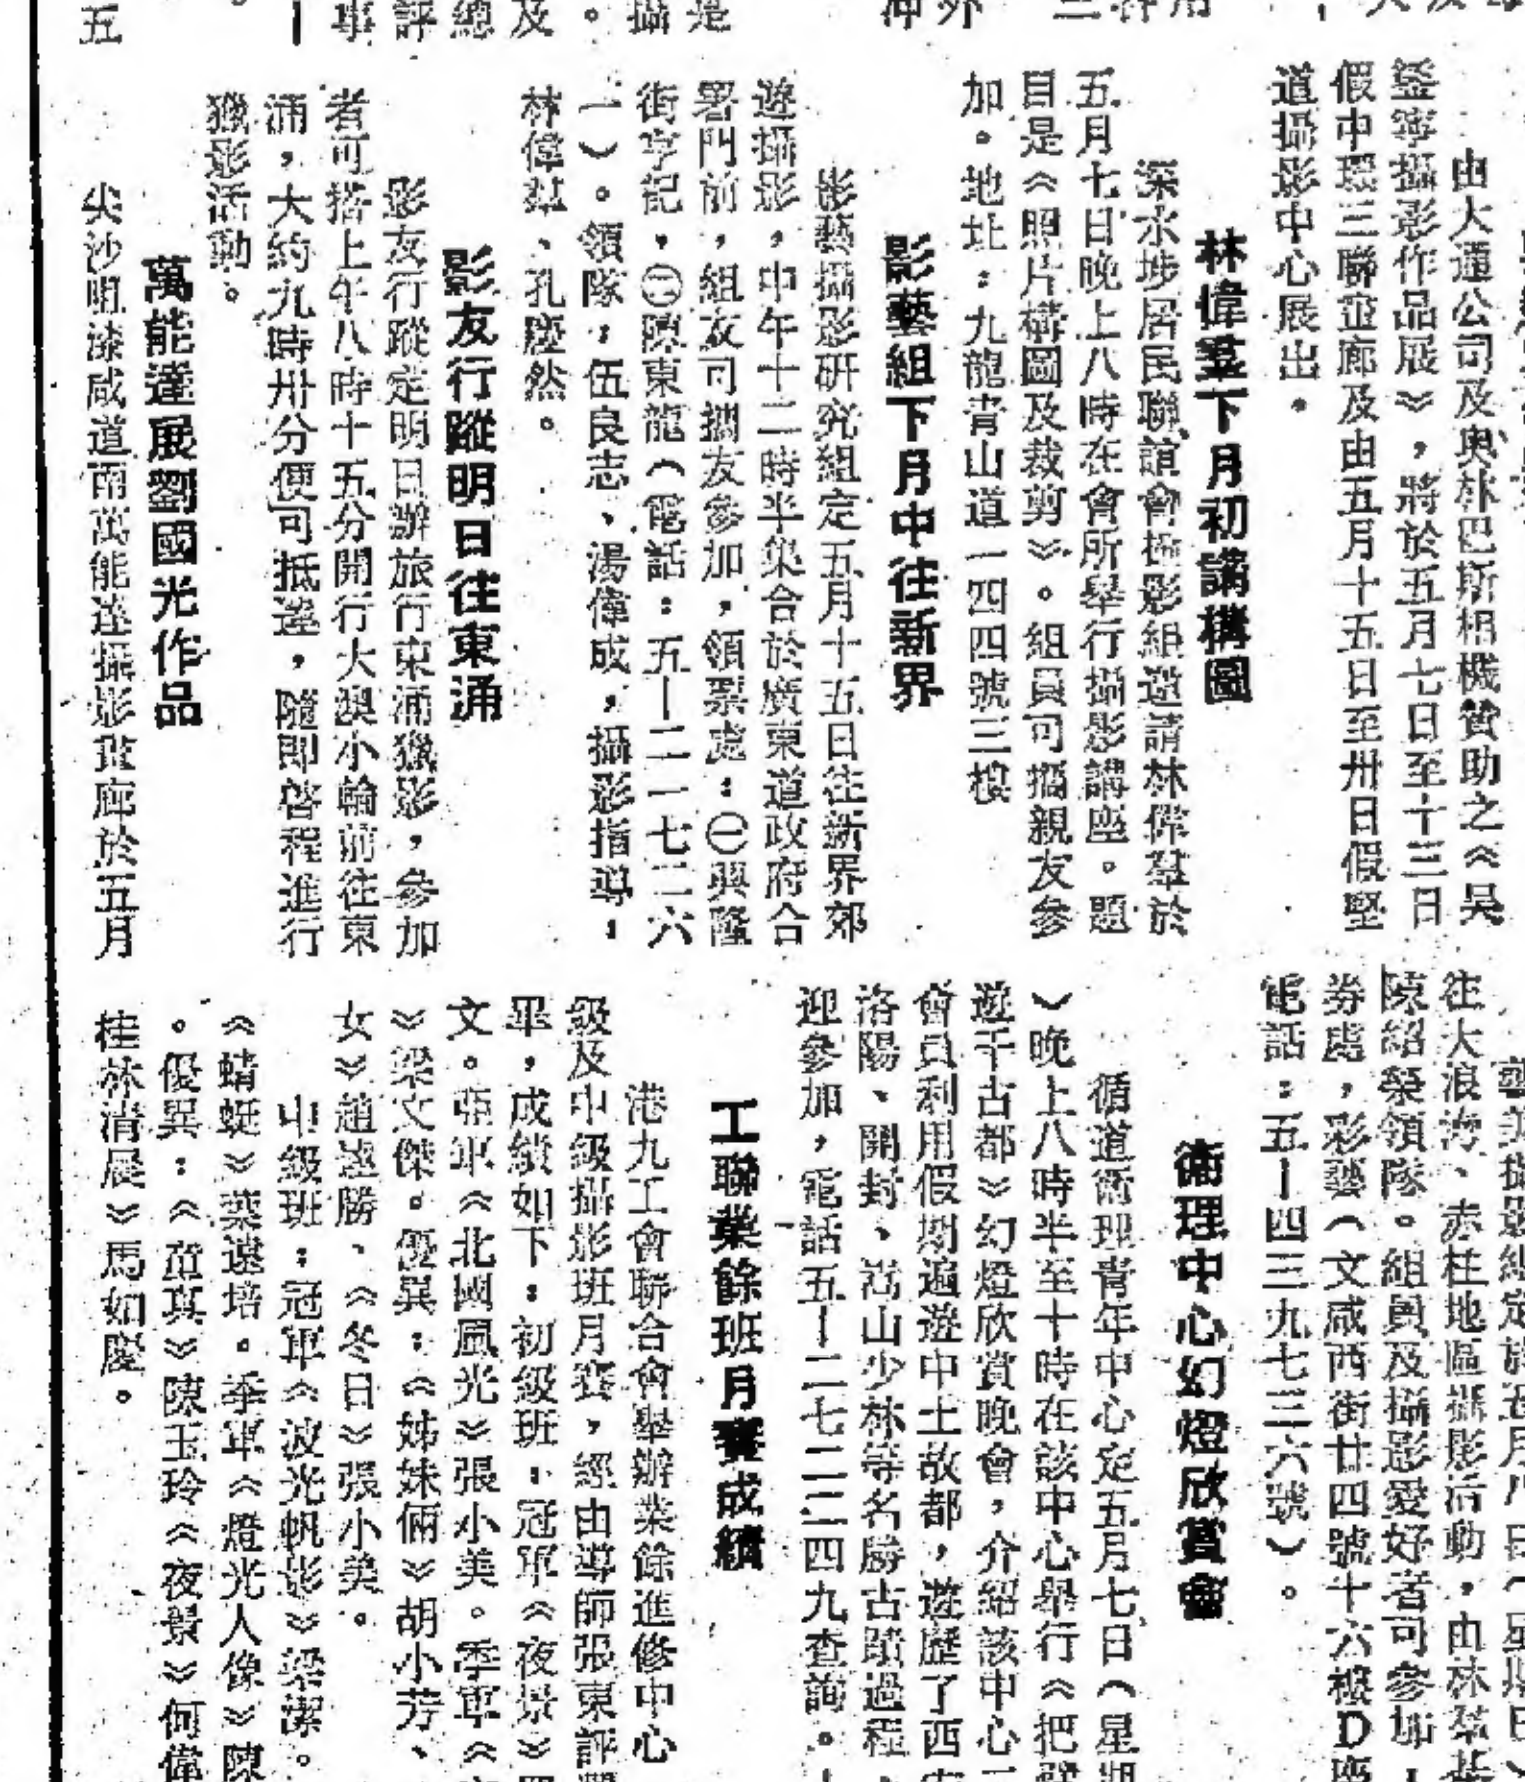 由大通公司及奧林巴斯相機贊助之《吳
鋻寧攝影作品展》，將於五月七日至十三日
假中環三聯畫廊及由五月十五日至卅日假堅
道攝影中心展出。
林偉羣下月初講構圖
深水埗居民聯誼會攝影組邀請林偉羣於
五月七日晚上八時在會所舉行攝影講座。題
目是《照片構圖及裁剪》。組員可攜親友參
加。地址：九龍青山道一四四號三樓
影藝組下月中往新界
影藝攝影研究組定五月十五日往新界郊
遊攝影，中午十二時半集合於廣東道政府合
署門前，組友可攜友參加，領票處：㊀興隆
街亨記，㊁陳東龍（電話：五—二一七二六
一）。領隊：伍良志、湯偉成，攝影指導：
林偉羣、孔慶然。
影友行蹤明日往東涌
影友行蹤定明日辦旅行東涌獵影，參加
者可搭上午八時十五分開行大澳小輪前往東
涌，大約九時卅分便可抵達，隨即啓程進行
獵影活動。
萬能達展劉國光作品
尖沙咀漆咸道南萬能達攝影畫廊於五月
往大浪灣、赤柱地區攝影活動，由林
陳紹榮領隊。組員及攝影愛好者可參加
券處，彩藝（文咸西街廿四號十六樓D座
電話：五—四三九七三六號）。
衛理中心幻燈欣賞會
循道衞理青年中心定五月七日（星期
）晚上八時半至十時在該中心舉行《把臂
遊千古都》幻燈欣賞晚會，介紹該中心
會員利用假期遍遊中土故都，遊歷了西安
洛陽、開封、嵩山少林等名勝古蹟過程，
迎參加，電話五—二七二二四九查詢。
工聯業餘班月賽成績
港九工會聯合會舉辦業餘進修中心
級及中級攝影班月賽，經由導師張東評選
畢，成績如下：初級班：冠軍《夜景》
文。亞軍《北國風光》張小美。季軍《
》梁文傑。優異：《姊妹倆》胡小芳、
女》趙達勝、《冬日》張小美。
中級班：冠軍《波光帆影》梁潔。
《蜻蜓》葉遠培。季軍《燈光人像》陳
。優異：《童真》陳玉玲《夜景》何偉
桂林清晨》馬如慶。